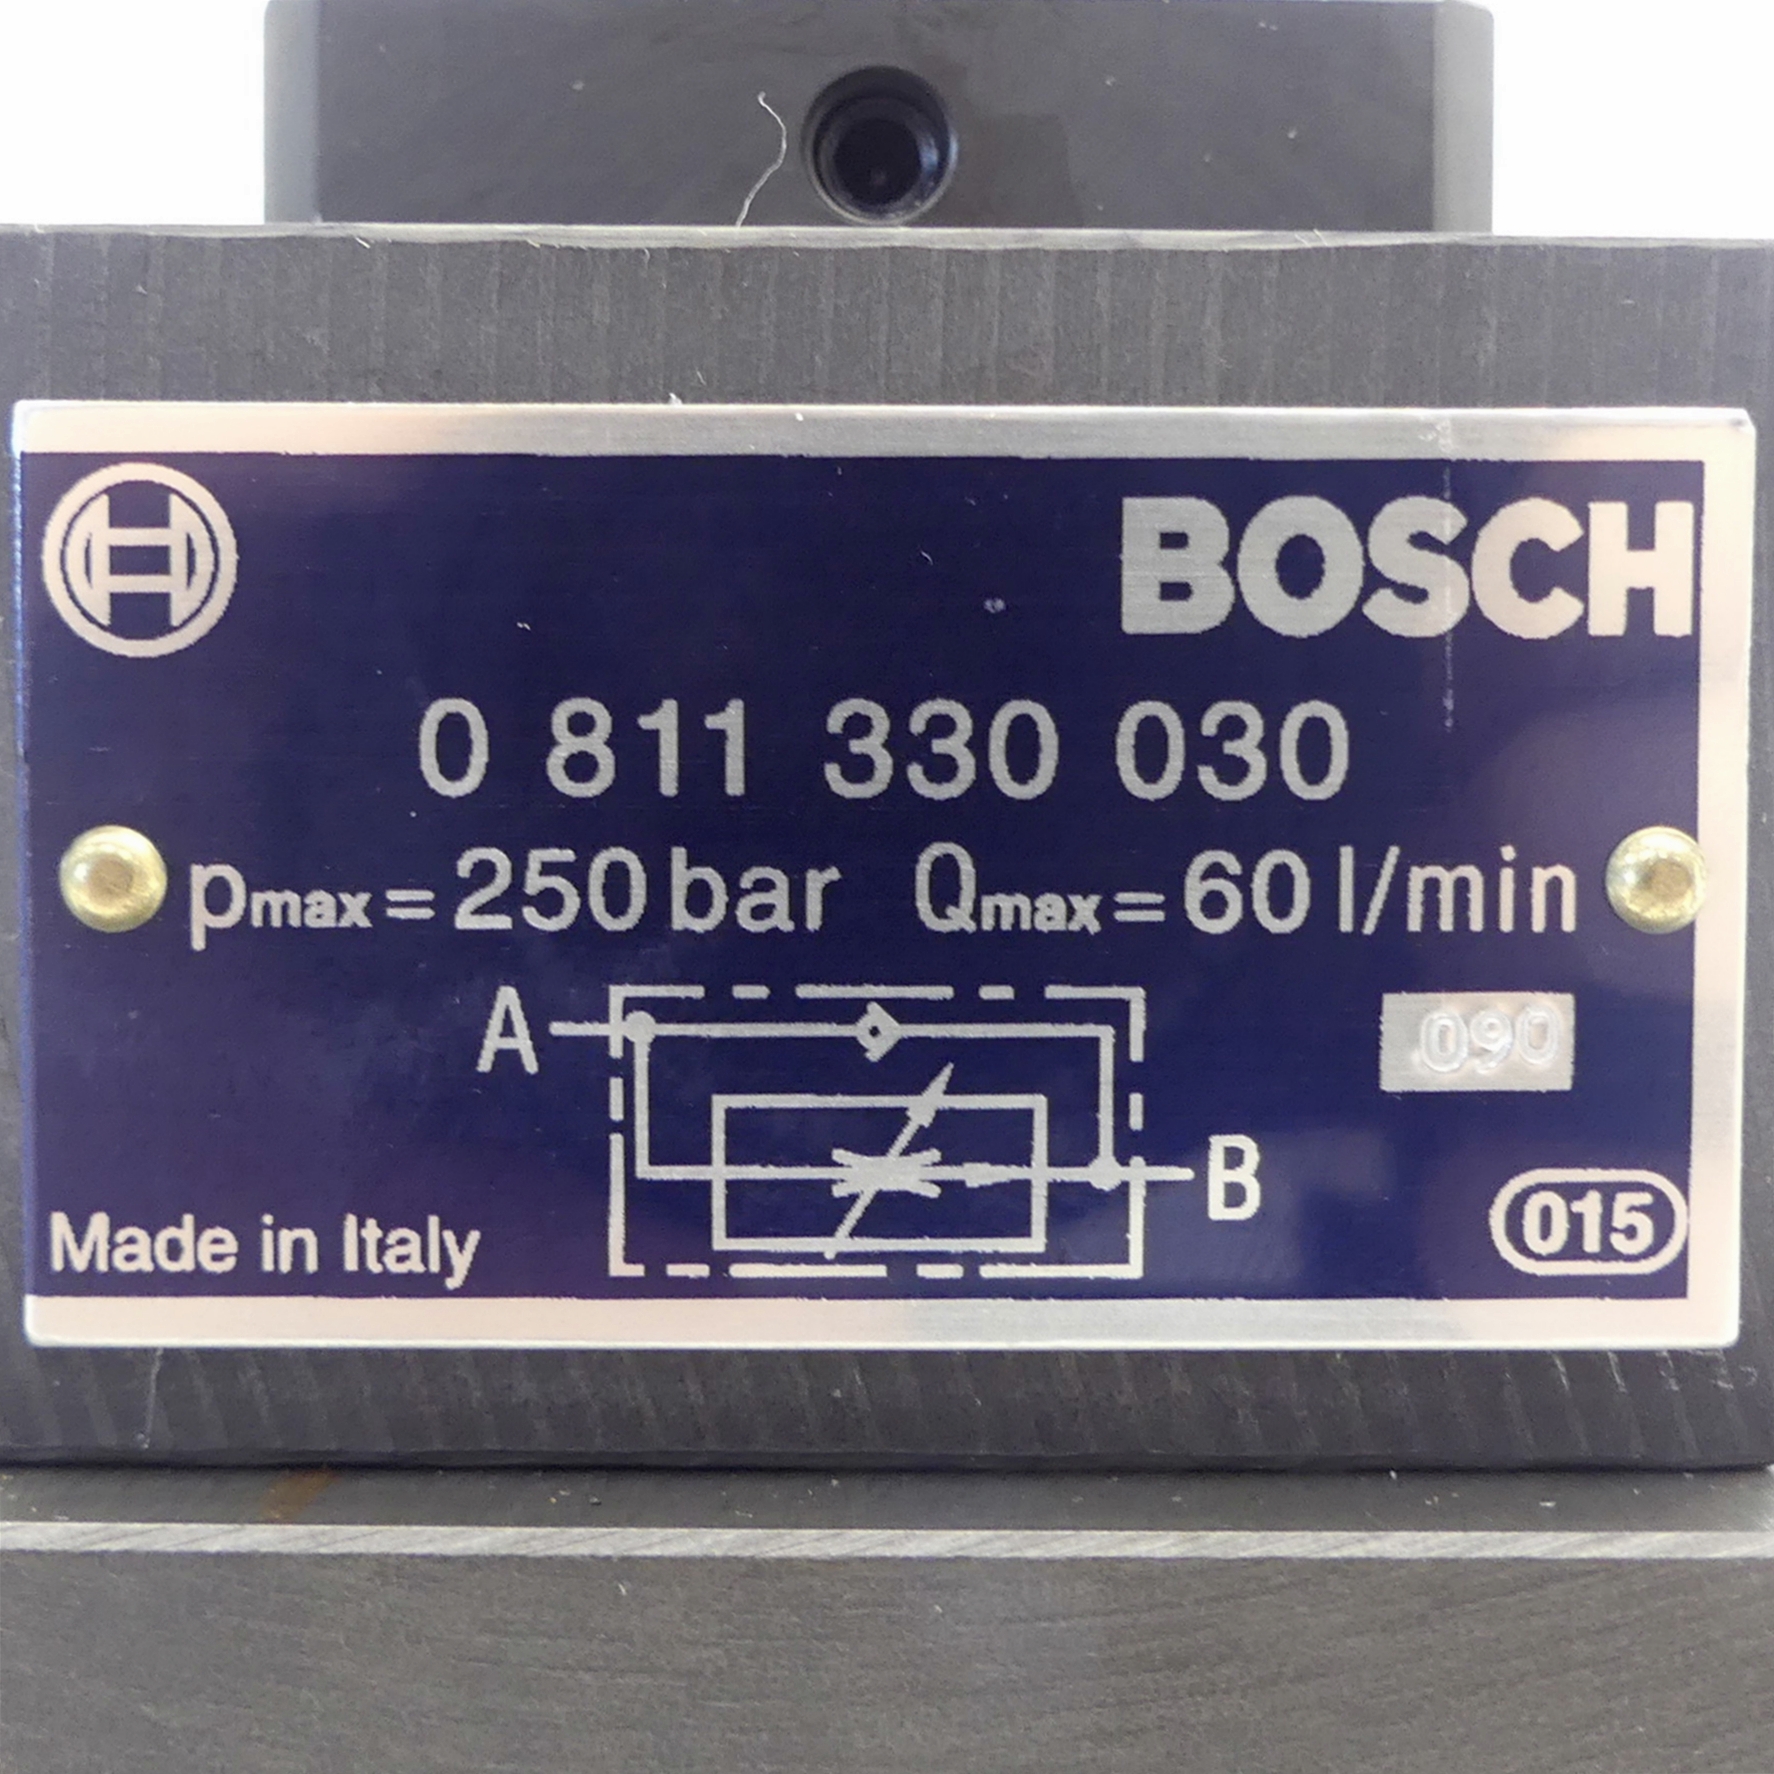 BOSCH
0 811 330 030
pmax = 250 bar Qmax = 60 l/min
A
090
B
Made in Italy
015